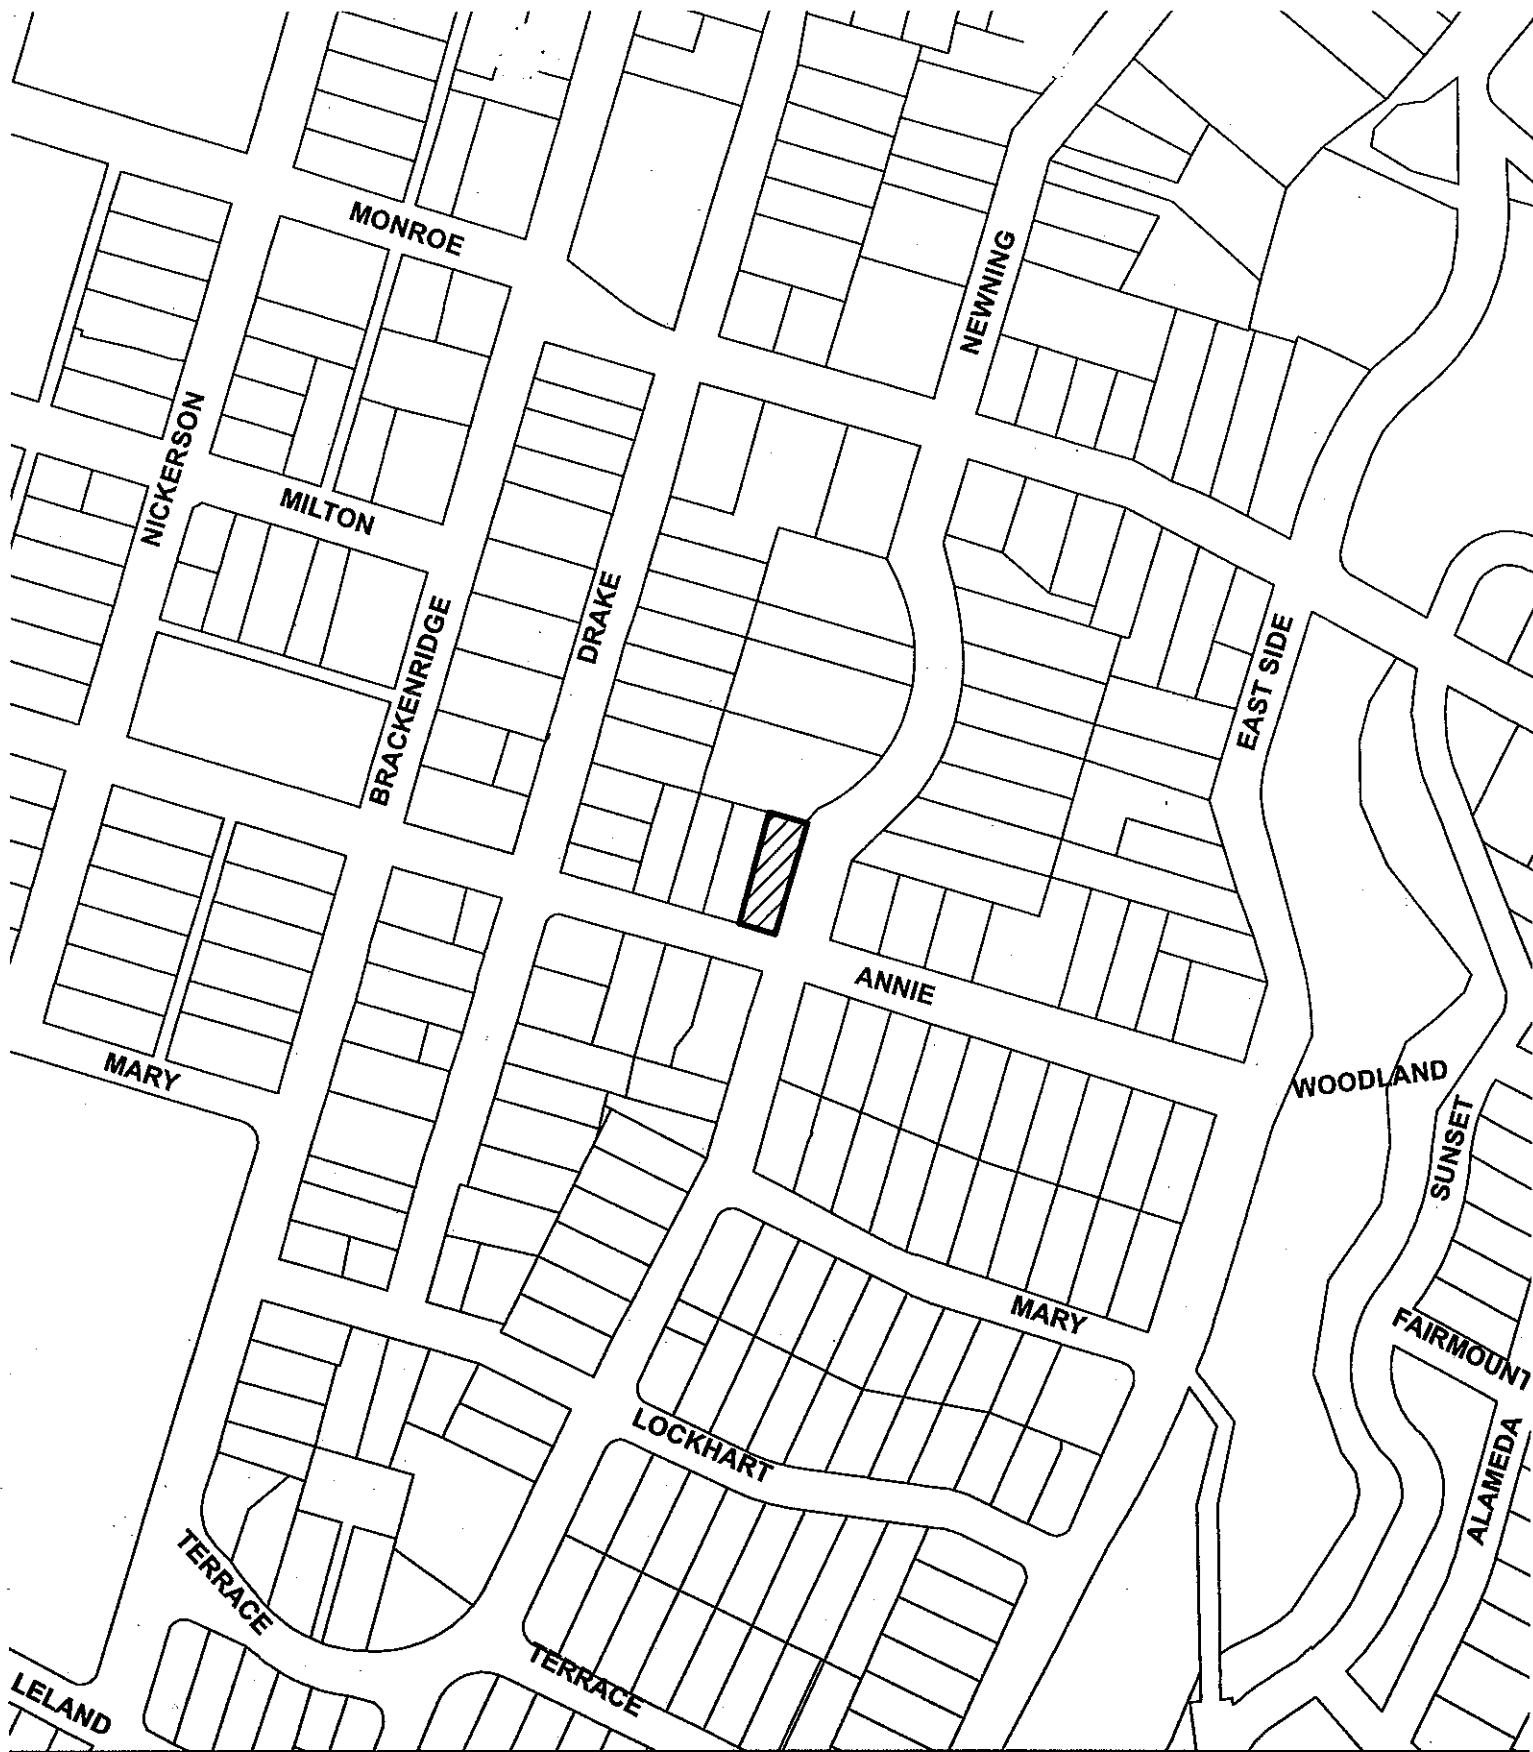 MONROE
NEWNING
NICKERSON
MILTON
DRAKE
BRACKENRIDGE
EAST SIDE
ANNIE
MARY
WOODLAND
SUNSET
MARY
FAIRMOUNT
LOCKHART
ALAMEDA
TERRACE
TERRACE
LELAND